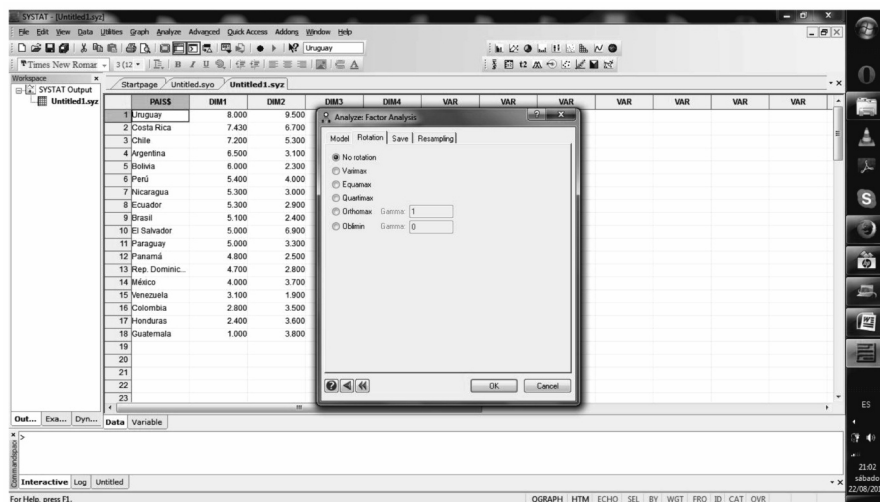 SYSTAT - [Untitled1.syz]
File Edit View Data Utilities Graph Analyze Advanced Quick Access Addons Window Help
Uruguay
Times New Romar 3 (12 B I U
Workspace
SYSTAT Output
Untitled1.syz
Startpage Untitled.syo Untitled1.syz
PAIS$ DIM1 DIM2 DIM3 DIM4 VAR VAR VAR VAR VAR VAR VAR
1 Uruguay 8.000 9.500
2 Costa Rica 7.430 6.700
3 Chile 7.200 5.300
4 Argentina 6.500 3.100
5 Bolivia 6.000 2.300
6 Perú 5.400 4.000
7 Nicaragua 5.300 3.000
8 Ecuador 5.300 2.900
9 Brasil 5.100 2.400
10 El Salvador 5.000 6.900
11 Paraguay 5.000 3.300
12 Panamá 4.800 2.500
13 Rep. Dominic... 4.700 2.800
14 México 4.000 3.700
15 Venezuela 3.100 1.900
16 Colombia 2.800 3.500
17 Honduras 2.400 3.600
18 Guatemala 1.000 3.800
19
20
21
22
23
Analyze: Factor Analysis
Model Rotation Save Resampling
No rotation
Varimax
Equamax
Quartimax
Orthomax Gamma: 1
Oblimin Gamma: 0
OK Cancel
Out... Exa... Dyn...
Data Variable
>
Interactive Log Untitled
For Help, press F1.
OGRAPH HTM ECHO SEL BY WGT FRQ ID CAT OVR
ES
21:02
sábado